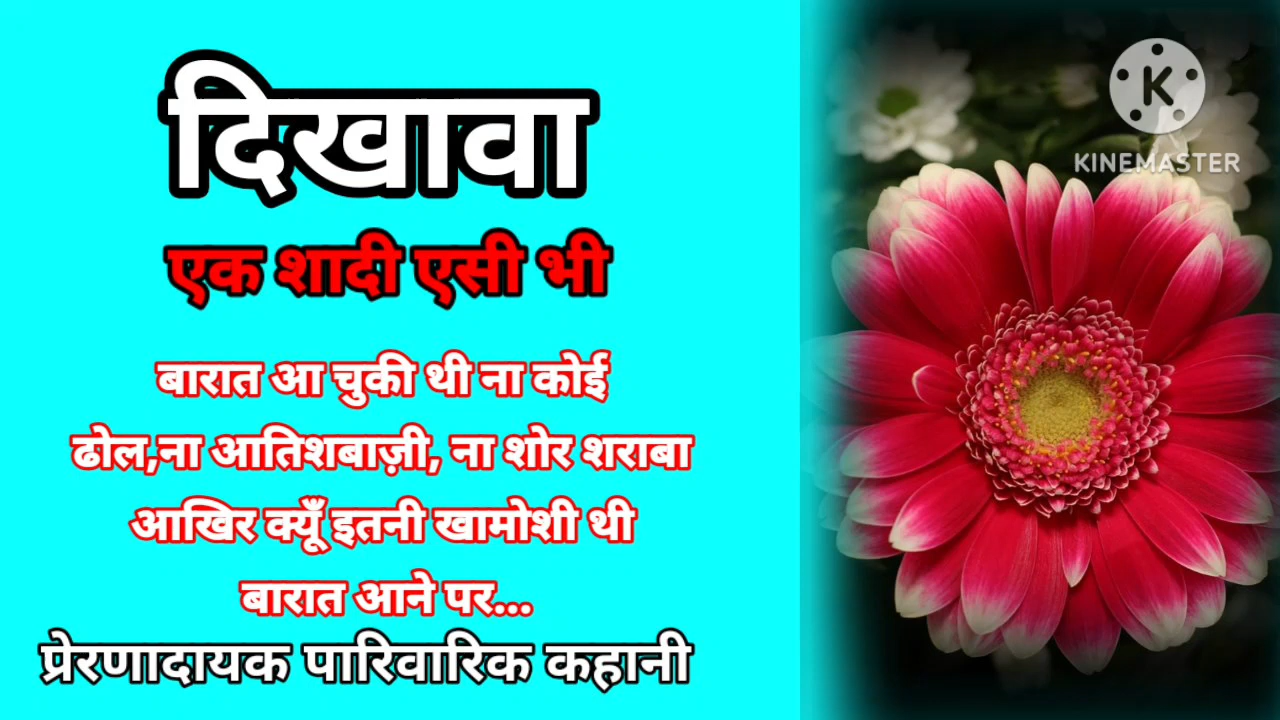 दिखावा
एक शादी एसी भी
बारात आ चुकी थी ना कोई
ढोल,ना आतिशबाज़ी, ना शोर शराबा
आखिर क्यूँ इतनी खामोशी थी
बारात आने पर...
प्रेरणादायक पारिवारिक कहानी
K
KINEMASTER